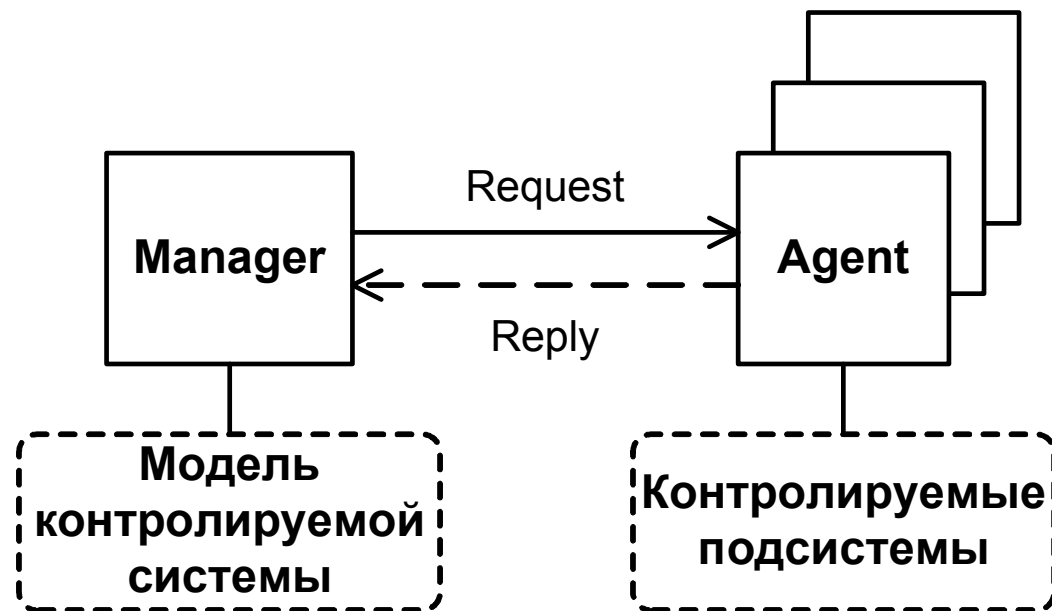 Request
Manager
Agent
Reply
Модель
контролируемой
системы
Контролируемые
подсистемы